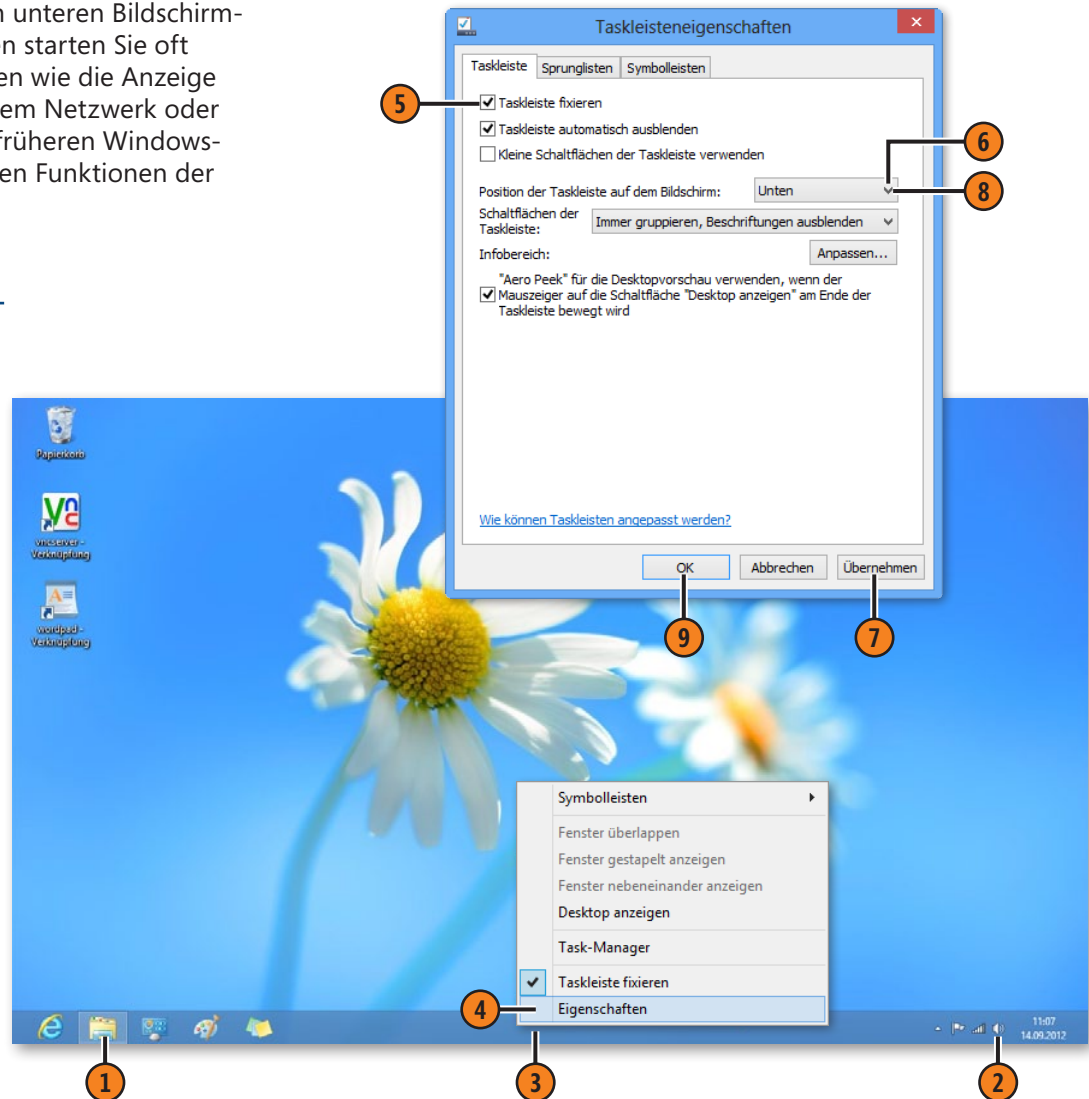 n unteren Bildschirm-
en starten Sie oft
en wie die Anzeige
em Netzwerk oder
früheren Windows-
en Funktionen der
Taskleisteneigenschaften
Taskleiste Sprunglisten Symbolleisten
5 Taskleiste fixieren
Taskleiste automatisch ausblenden
6
Kleine Schaltflächen der Taskleiste verwenden
Position der Taskleiste auf dem Bildschirm: Unten 8
Schaltflächen der Taskleiste: Immer gruppieren, Beschriftungen ausblenden
Infobereich: Anpassen...
"Aero Peek" für die Desktopvorschau verwenden, wenn der
Mauszeiger auf die Schaltfläche "Desktop anzeigen" am Ende der
Taskleiste bewegt wird
Wie können Taskleisten angepasst werden?
OK Abbrechen Übernehmen
9 7
Papierkorb
vncserver -
Verknüpfung
wordpad -
Verknüpfung
Symbolleisten
Fenster überlappen
Fenster gestapelt anzeigen
Fenster nebeneinander anzeigen
Desktop anzeigen
Task-Manager
Taskleiste fixieren
4 Eigenschaften
11:07
14.09.2012
1 3 2